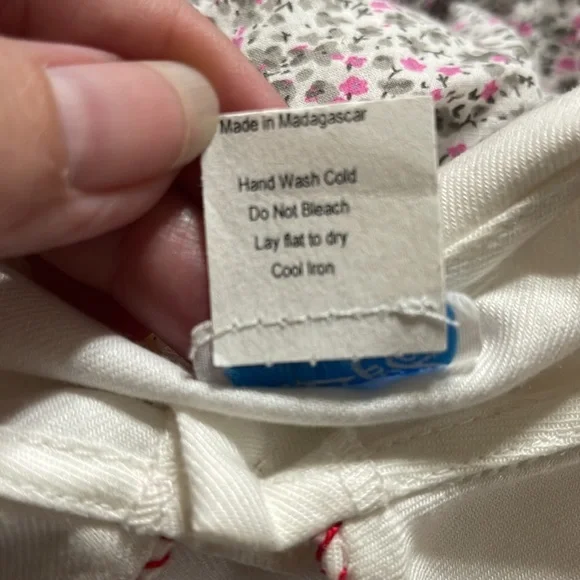 Made in Madagascar
Hand Wash Cold
Do Not Bleach
Lay flat to dry
Cool Iron